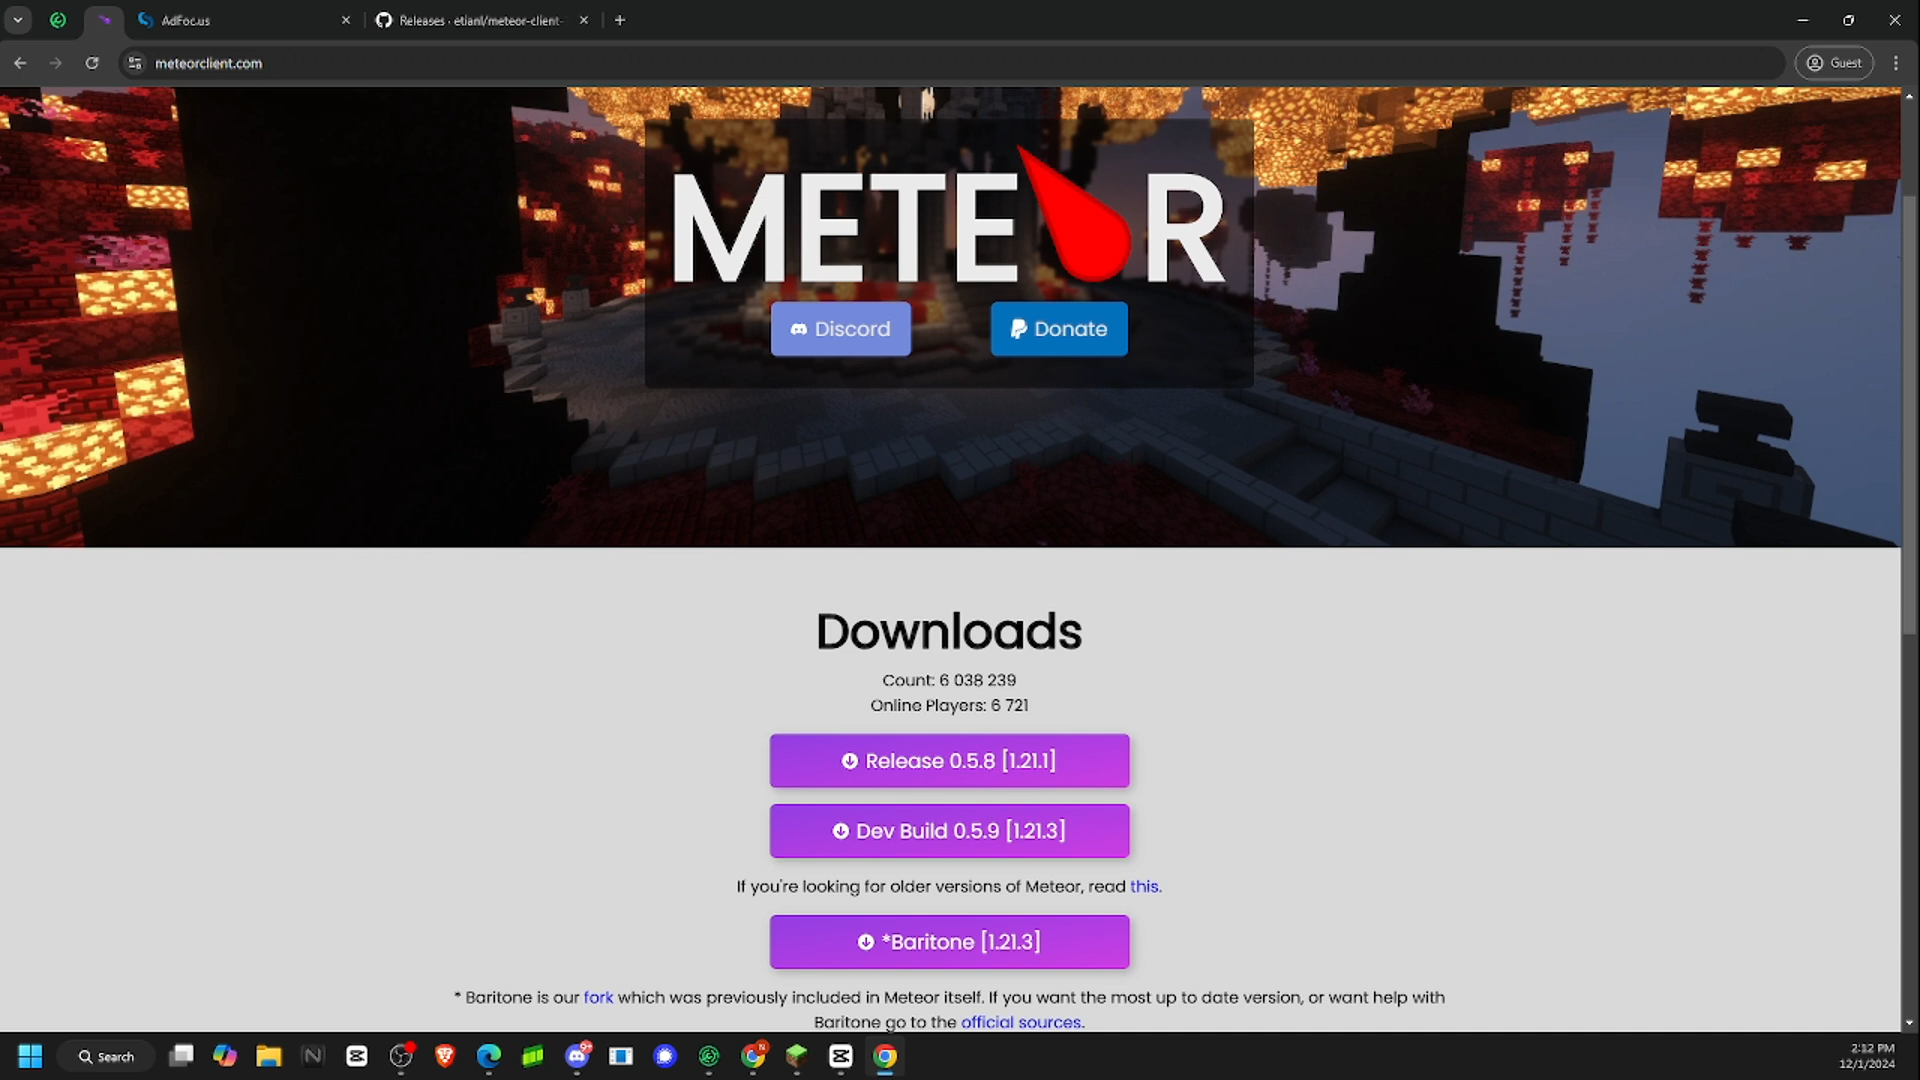 AdFoc.us
Releases · etianl/meteor-client-
meteorclient.com
Guest
METE R
Discord
Donate
Downloads
Count: 6 038 239
Online Players: 6 721
Release 0.5.8 [1.21.1]
Dev Build 0.5.9 [1.21.3]
If you're looking for older versions of Meteor, read this.
*Baritone [1.21.3]
* Baritone is our fork which was previously included in Meteor itself. If you want the most up to date version, or want help with
Baritone go to the official sources.
Search
2:12 PM
12/1/2024